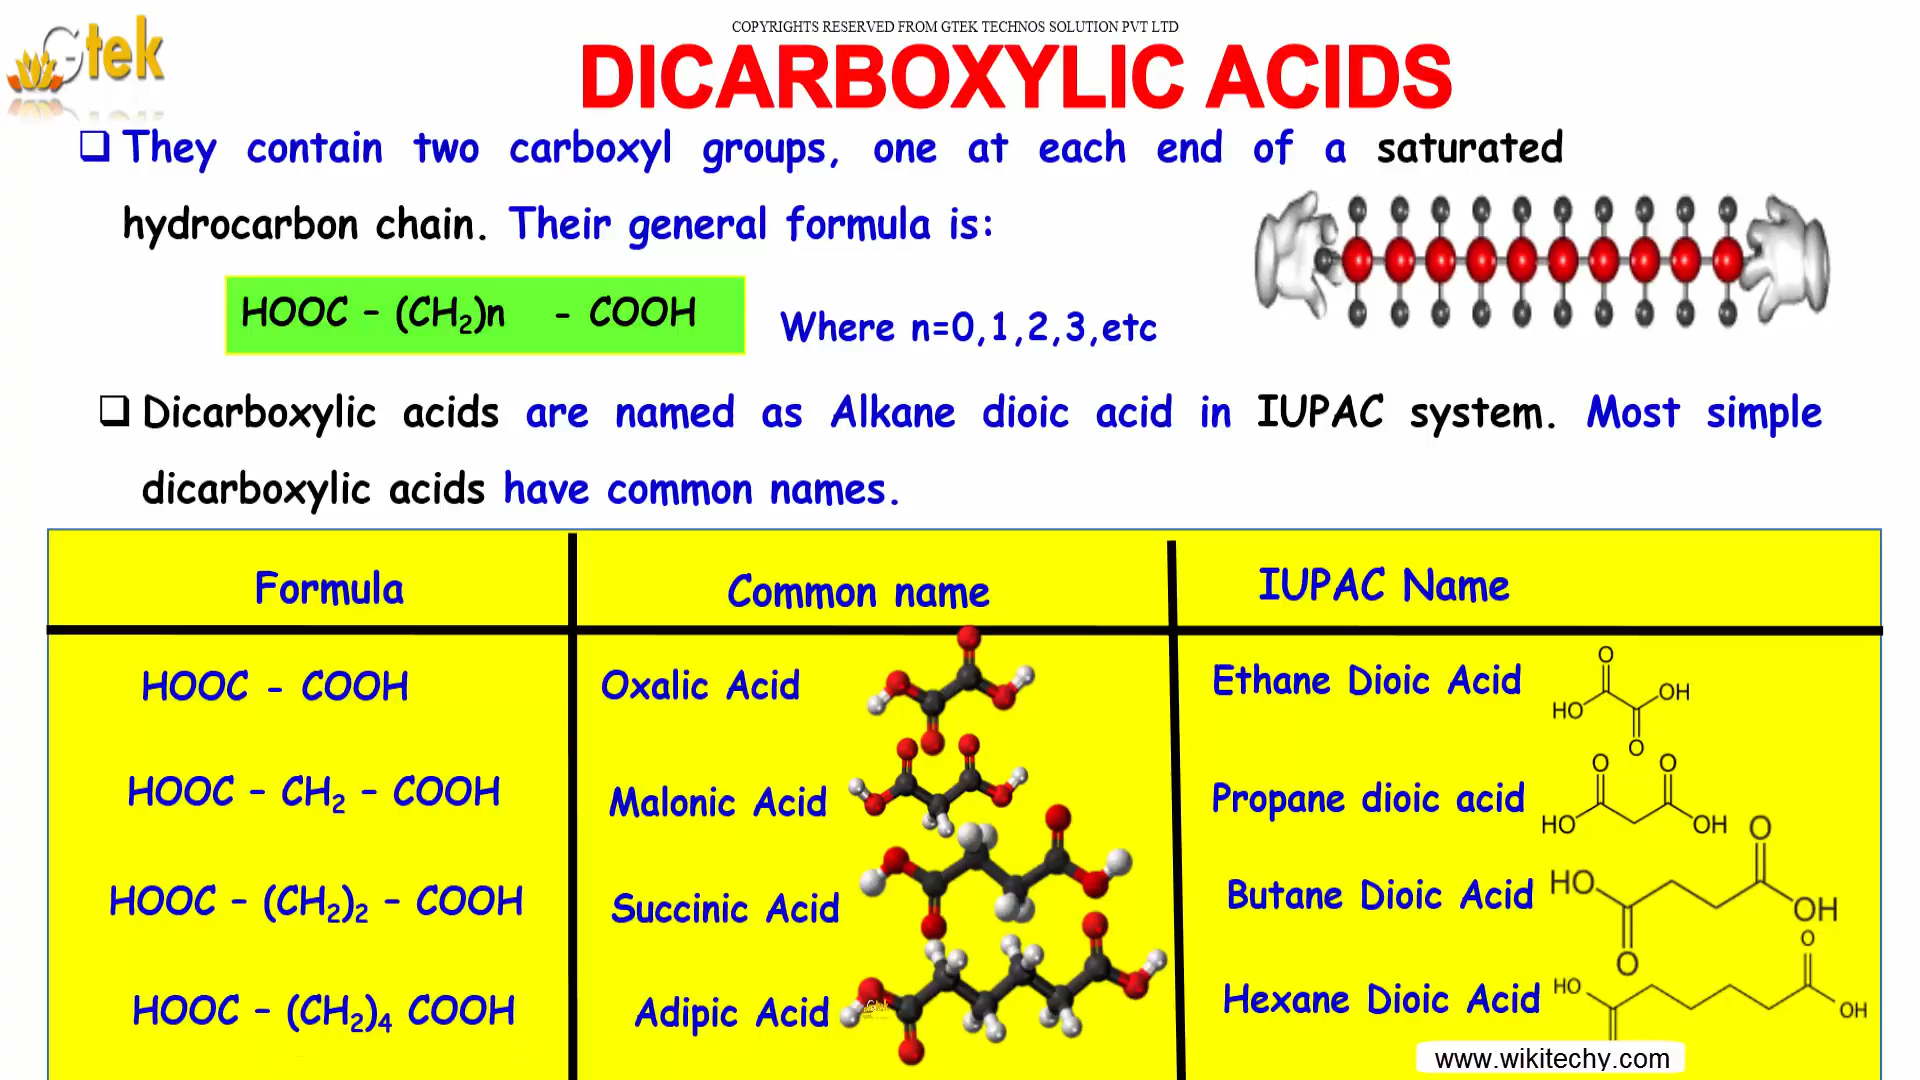 Gtek
COPYRIGHTS RESERVED FROM GTEK TECHNOS SOLUTION PVT LTD
DICARBOXYLIC ACIDS
They contain two carboxyl groups, one at each end of a saturated
hydrocarbon chain. Their general formula is:
HOOC – (CH₂)n - COOH
Where n=0,1,2,3,etc
Dicarboxylic acids are named as Alkane dioic acid in IUPAC system. Most simple
dicarboxylic acids have common names.
Formula Common name IUPAC Name
HOOC - COOH Oxalic Acid Ethane Dioic Acid
O
OH
HO
O
HOOC – CH₂ – COOH Malonic Acid Propane dioic acid
O O
HO OH
HOOC – (CH₂)₂ – COOH Succinic Acid Butane Dioic Acid
O
HO
OH
O
HOOC – (CH₂)₄ COOH Adipic Acid Hexane Dioic Acid
O
HO
OH
Gtek
www.wikitechy.com